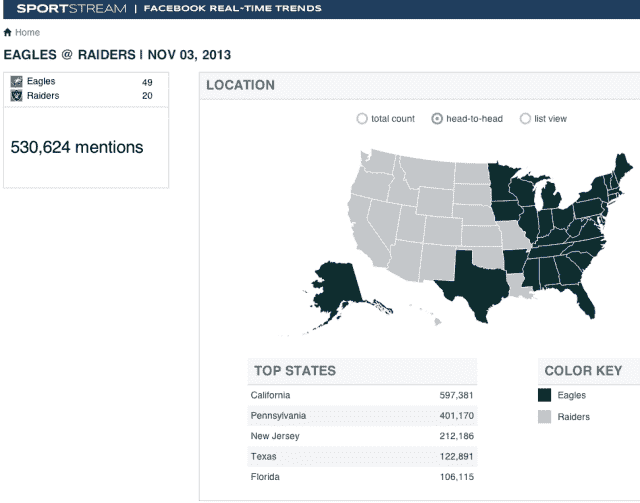 SPORTSTREAM | FACEBOOK REAL-TIME TRENDS
Home
EAGLES @ RAIDERS | NOV 03, 2013
Eagles 49
Raiders 20
530,624 mentions
LOCATION
total count head-to-head list view
TOP STATES
California 597,381
Pennsylvania 401,170
New Jersey 212,186
Texas 122,891
Florida 106,115
COLOR KEY
Eagles
Raiders